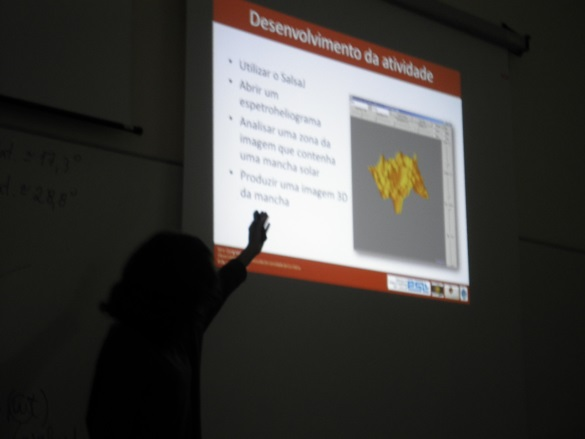 Desenvolvimento da atividade
• Utilizar o SalsaJ
• Abrir um
espetroheliograma
• Analisar uma zona da
imagem que contenha
uma mancha solar
• Produzir uma imagem 3D
da mancha